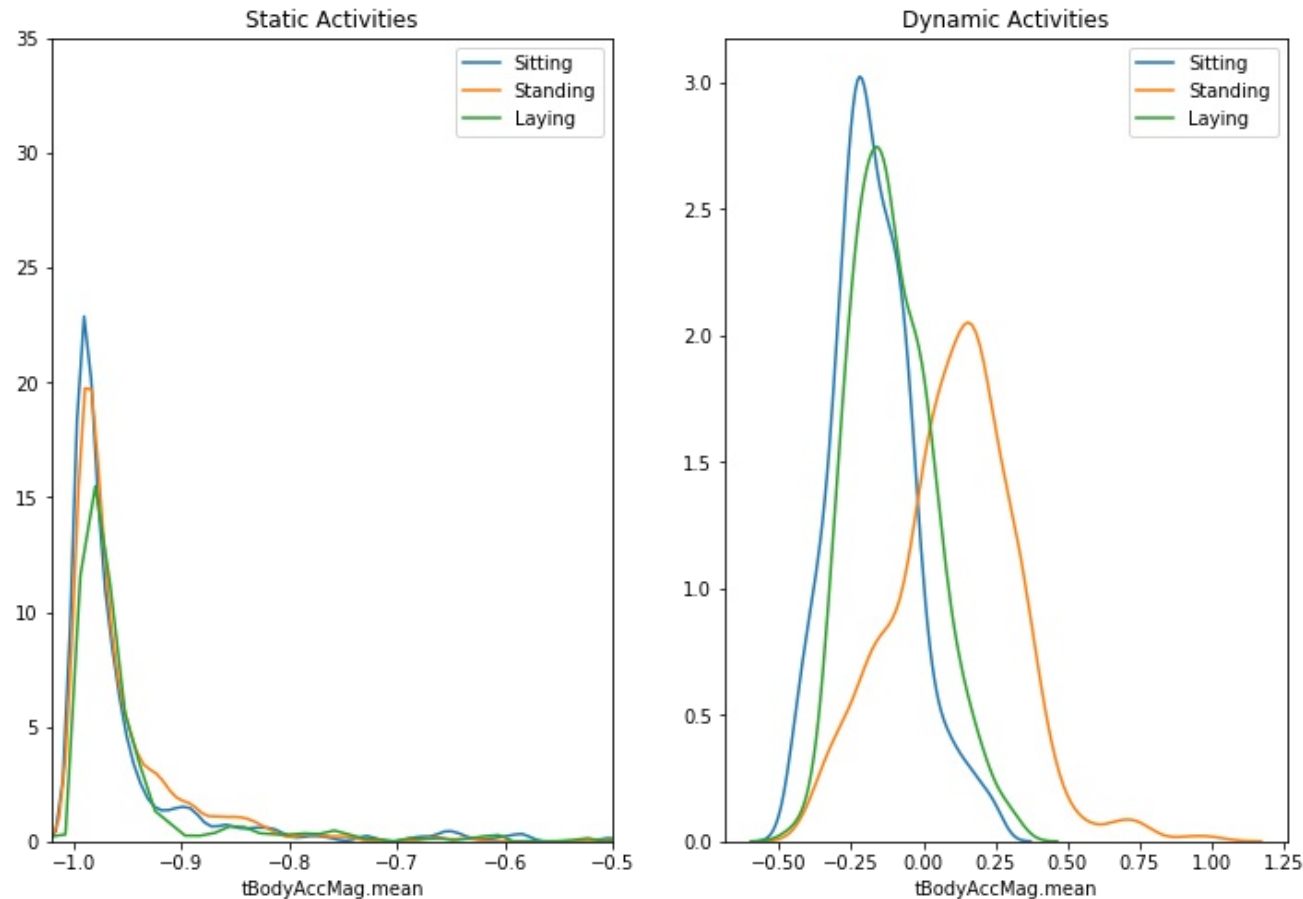 Static Activities
35
30
25
20
15
10
5
0
Sitting
Standing
Laying
−1.0 −0.9 −0.8 −0.7 −0.6 −0.5
tBodyAccMag.mean
Dynamic Activities
3.0
2.5
2.0
1.5
1.0
0.5
0.0
Sitting
Standing
Laying
−0.50 −0.25 0.00 0.25 0.50 0.75 1.00 1.25
tBodyAccMag.mean